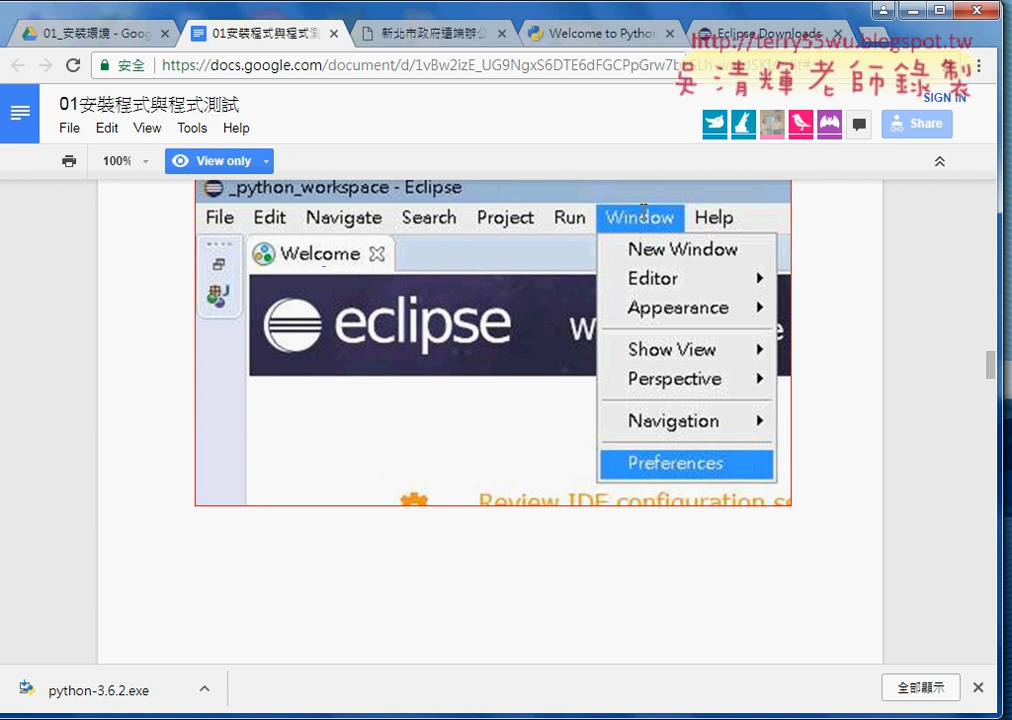 01_安裝環境 - Goog
01安裝程式與程式測
新北市政府遠端辦公
Welcome to Python
Eclipse Downloads
http://terry55wu.blogspot.tw
安全
https://docs.google.com/document/d/1vBw2izE_UG9NgxS6DTE6dFGCPpGrw7b
吳清輝老師錄製
01安裝程式與程式測試
SIGN IN
File Edit View Tools Help
Share
100%
View only
_python_workspace - Eclipse
File Edit Navigate Search Project Run Window Help
Welcome
New Window
Editor
Appearance
eclipse
W
e
Show View
Perspective
Navigation
Preferences
Review IDE configuration se
python-3.6.2.exe
全部顯示